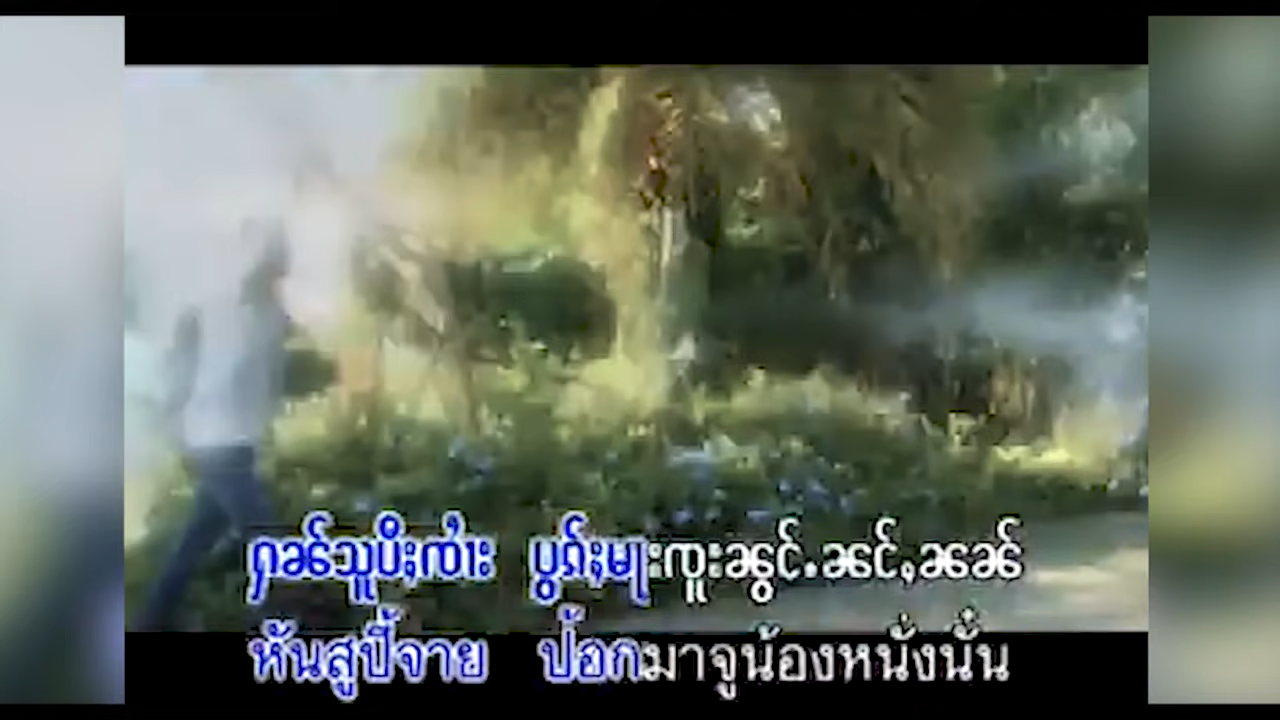 ႁၼ်သူပီႈၸၢႆး ပွၵ်ႈမႃးၸူးၼွင်ႉၼင်ႇၼၼ်
หันสูปี้จาย ป้อกมาจูน้องหนั่งนั่น